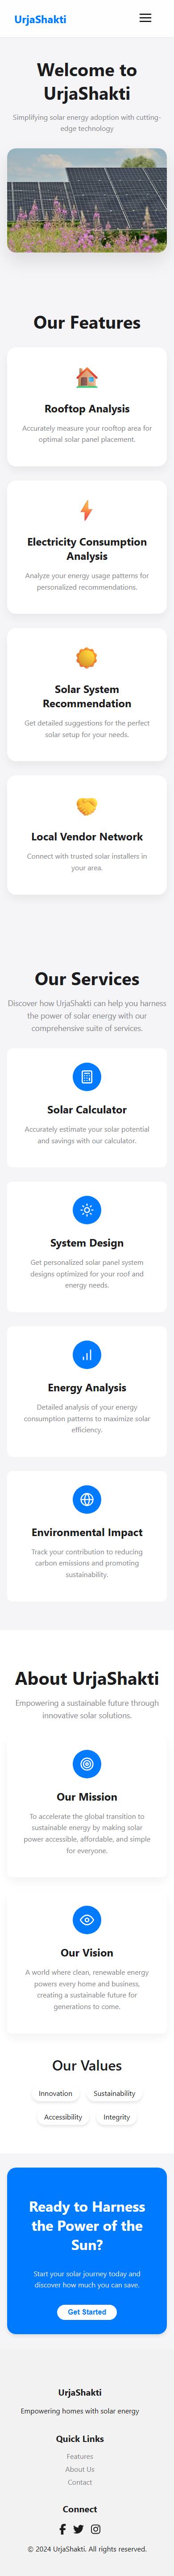 UrjaShakti
Welcome to
UrjaShakti
Simplifying solar energy adoption with cutting-
edge technology
Our Features
Rooftop Analysis
Accurately measure your rooftop area for
optimal solar panel placement.
Electricity Consumption
Analysis
Analyze your energy usage patterns for
personalized recommendations.
Solar System
Recommendation
Get detailed suggestions for the perfect
solar setup for your needs.
Local Vendor Network
Connect with trusted solar installers in
your area.
Our Services
Discover how UrjaShakti can help you harness
the power of solar energy with our
comprehensive suite of services.
Solar Calculator
Accurately estimate your solar potential
and savings with our calculator.
System Design
Get personalized solar panel system
designs optimized for your roof and
energy needs.
Energy Analysis
Detailed analysis of your energy
consumption patterns to maximize solar
efficiency.
Environmental Impact
Track your contribution to reducing
carbon emissions and promoting
sustainability.
About UrjaShakti
Empowering a sustainable future through
innovative solar solutions.
Our Mission
To accelerate the global transition to
sustainable energy by making solar
power accessible, affordable, and simple
for everyone.
Our Vision
A world where clean, renewable energy
powers every home and business,
creating a sustainable future for
generations to come.
Our Values
Innovation Sustainability
Accessibility Integrity
Ready to Harness
the Power of the
Sun?
Start your solar journey today and
discover how much you can save.
Get Started
UrjaShakti
Empowering homes with solar energy
Quick Links
Features
About Us
Contact
Connect
© 2024 UrjaShakti. All rights reserved.